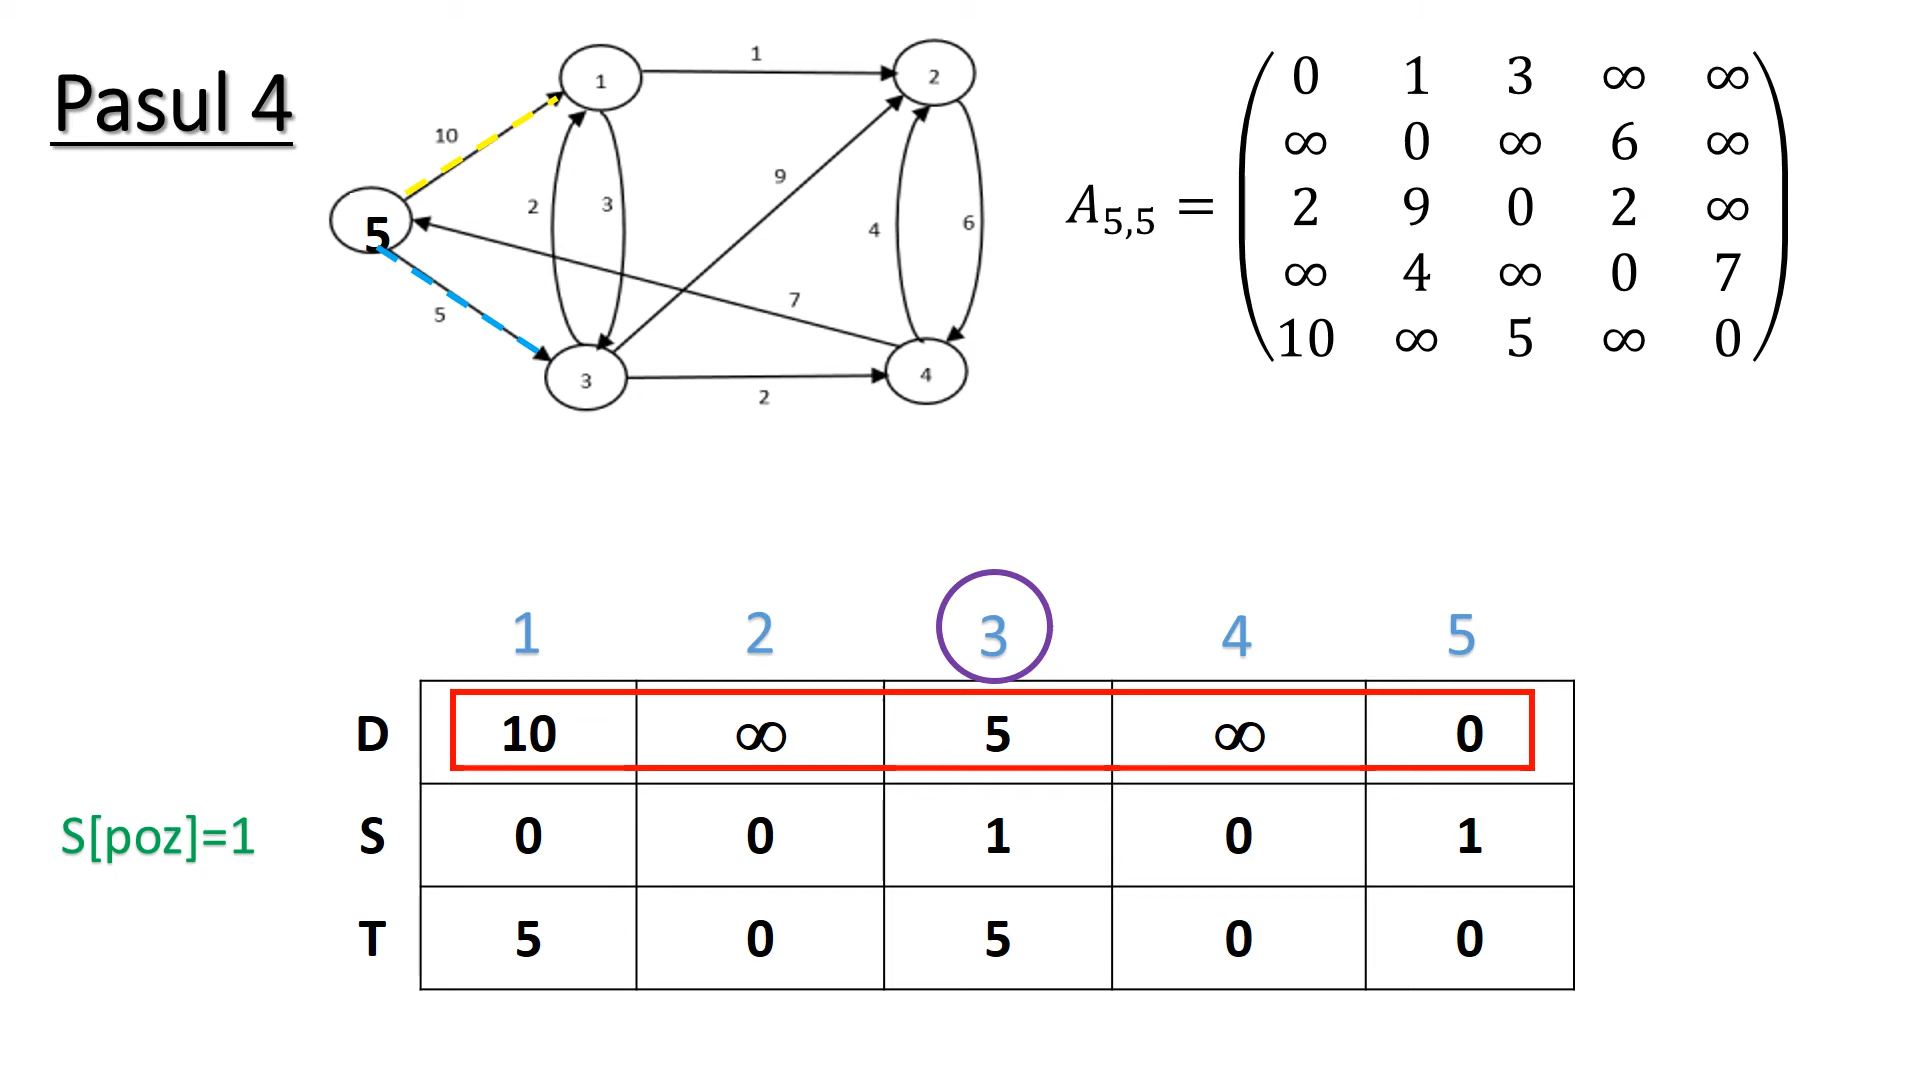 Pasul 4
1
1
2
10
9
2
3
4
6
5
7
5
3
4
2
A5,5 =
0 1 3 ∞ ∞
∞ 0 ∞ 6 ∞
2 9 0 2 ∞
∞ 4 ∞ 0 7
10 ∞ 5 ∞ 0
1 2 3 4 5
D 10 ∞ 5 ∞ 0
S[poz]=1 S 0 0 1 0 1
T 5 0 5 0 0